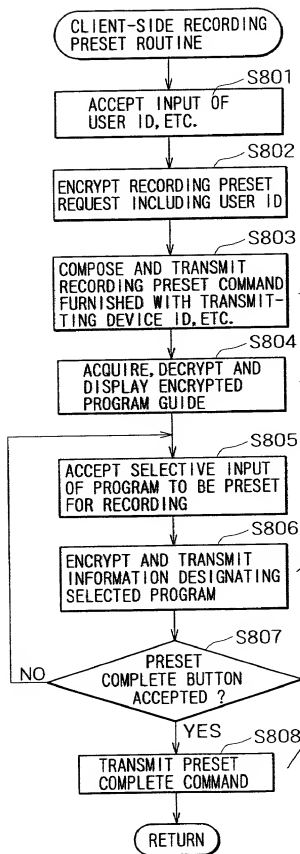 CLIENT-SIDE RECORDING
PRESET ROUTINE
S801
ACCEPT INPUT OF
USER ID, ETC.
S802
ENCRYPT RECORDING PRESET
REQUEST INCLUDING USER ID
S803
COMPOSE AND TRANSMIT
RECORDING PRESET COMMAND
FURNISHED WITH TRANSMIT-
TING DEVICE ID, ETC.
S804
ACQUIRE, DECRYPT AND
DISPLAY ENCRYPTED
PROGRAM GUIDE
S805
ACCEPT SELECTIVE INPUT
OF PROGRAM TO BE PRESET
FOR RECORDING
S806
ENCRYPT AND TRANSMIT
INFORMATION DESIGNATING
SELECTED PROGRAM
S807
PRESET
COMPLETE BUTTON
ACCEPTED ?
NO
YES
S808
TRANSMIT PRESET
COMPLETE COMMAND
RETURN